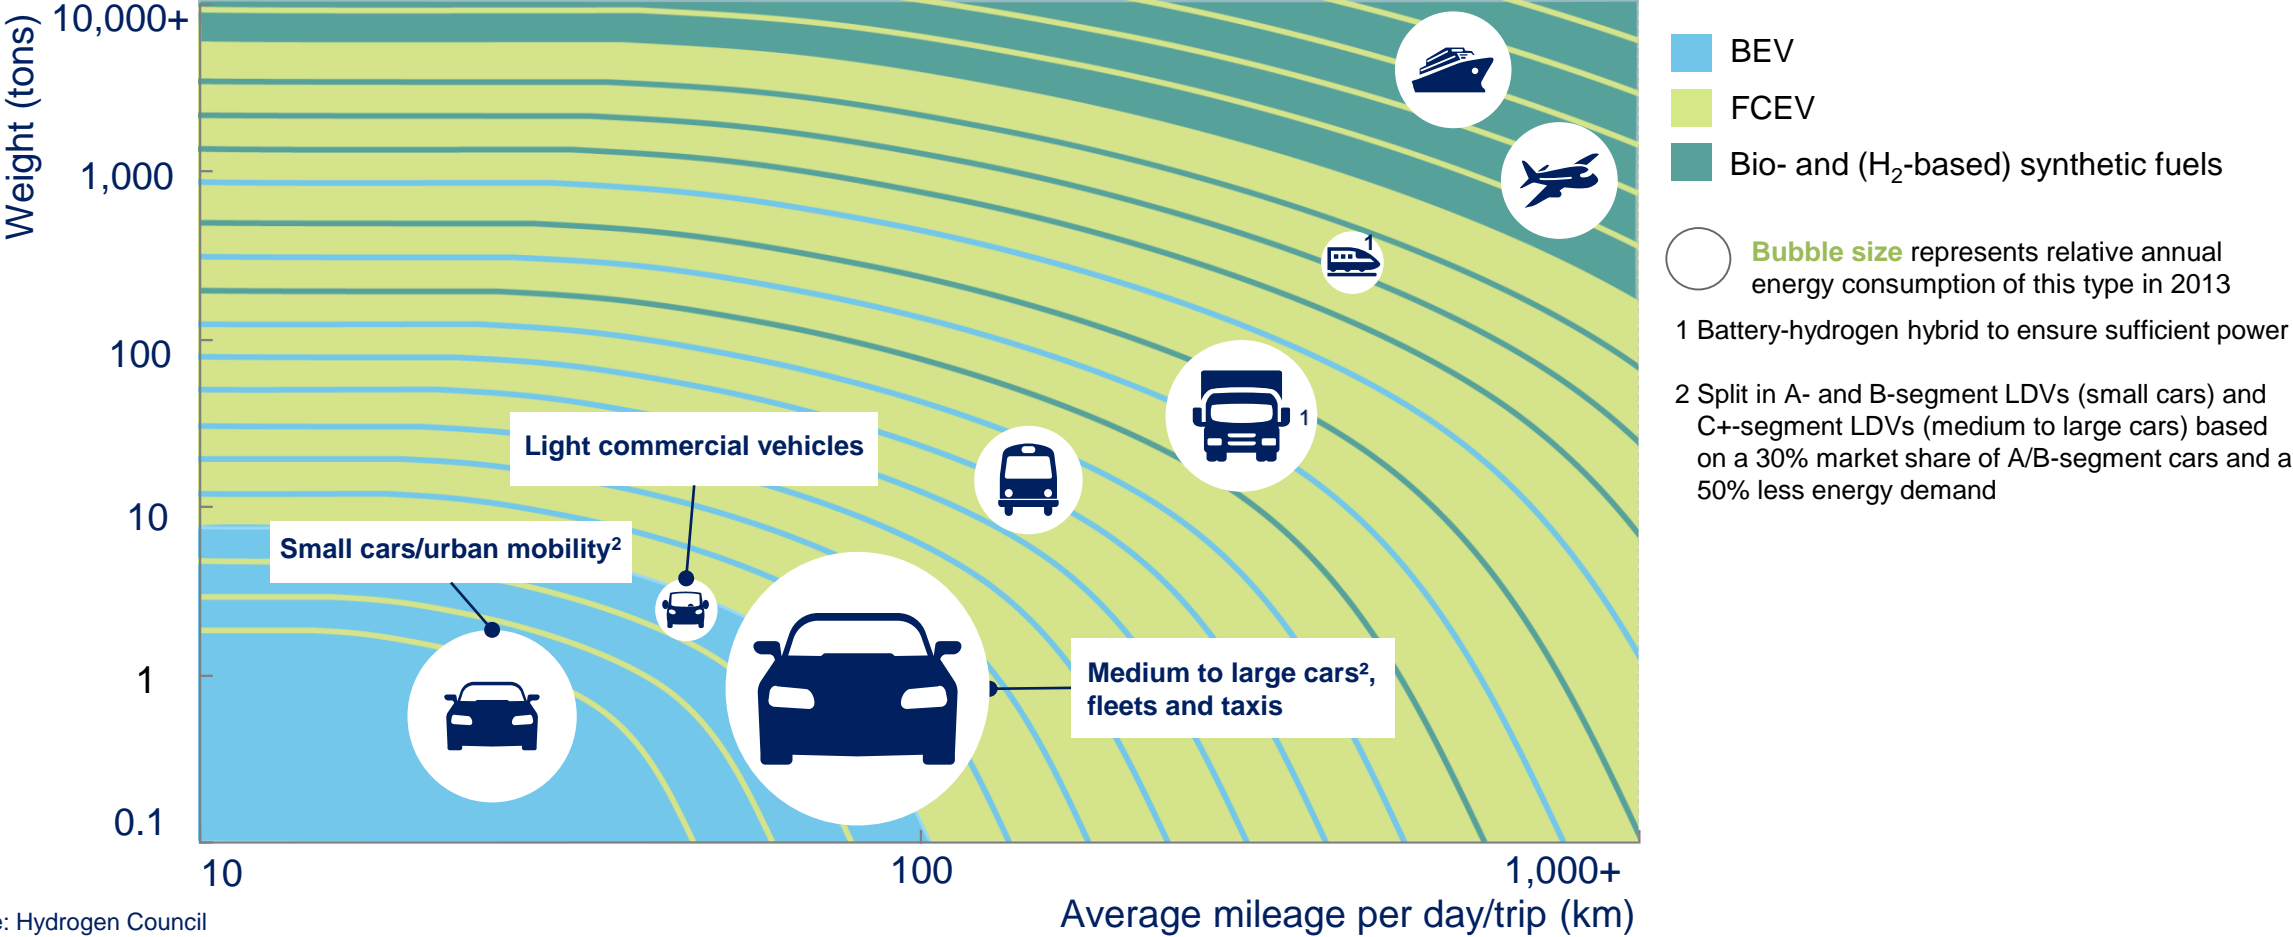 Weight (tons)
10,000+
1,000
100
10
1
0.1
10
100
1,000+
Average mileage per day/trip (km)
Small cars/urban mobility²
Light commercial vehicles
Medium to large cars²,
fleets and taxis
1
1
BEV
FCEV
Bio- and (H₂-based) synthetic fuels
Bubble size represents relative annual
energy consumption of this type in 2013
1 Battery-hydrogen hybrid to ensure sufficient power
2 Split in A- and B-segment LDVs (small cars) and
C+-segment LDVs (medium to large cars) based
on a 30% market share of A/B-segment cars and a
50% less energy demand
e: Hydrogen Council